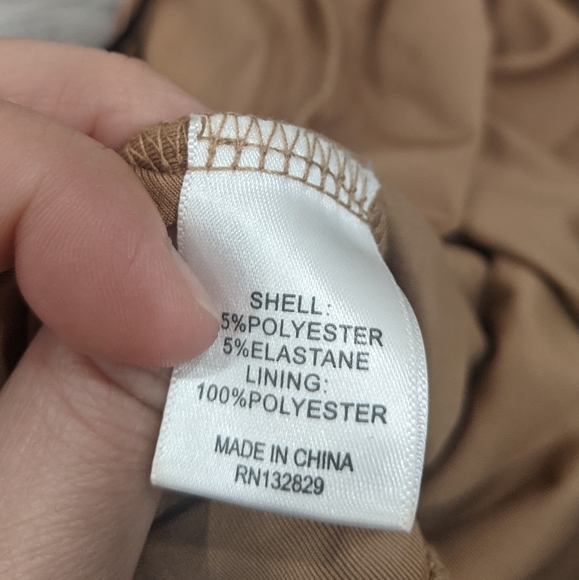 SHELL:
5%POLYESTER
5%ELASTANE
LINING:
100%POLYESTER
MADE IN CHINA
RN132829